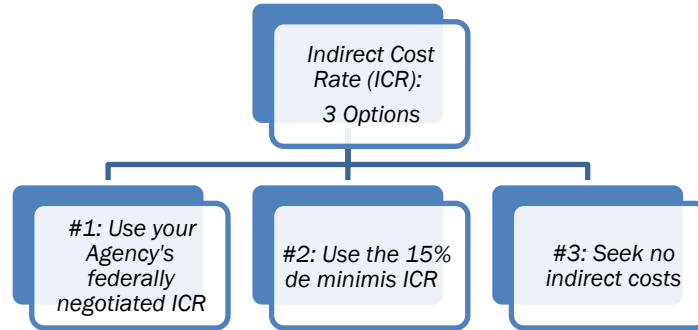 Indirect Cost
Rate (ICR):
3 Options
#1: Use your
Agency's
federally
negotiated ICR
#2: Use the 15%
de minimis ICR
#3: Seek no
indirect costs